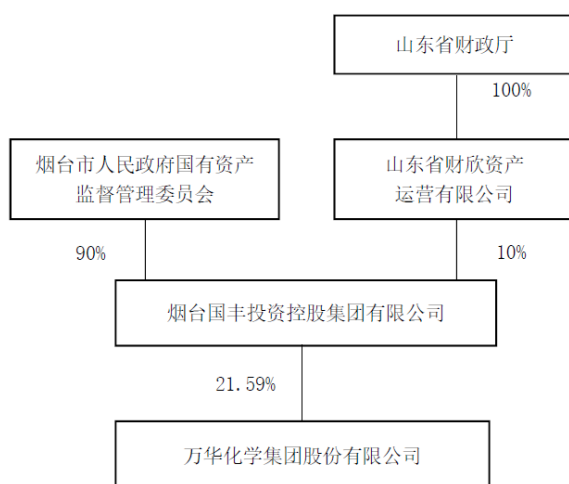 山东省财政厅
100%
烟台市人民政府国有资产
监督管理委员会
山东省财欣资产
运营有限公司
90%
10%
烟台国丰投资控股集团有限公司
21.59%
万华化学集团股份有限公司